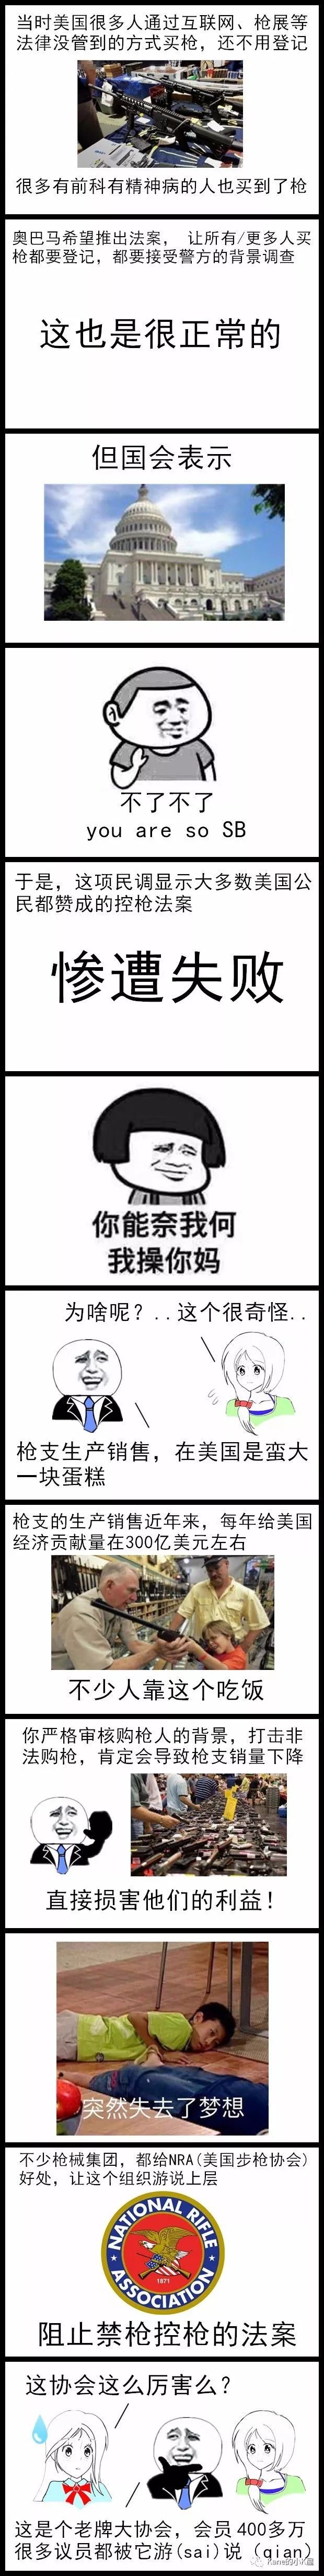 当时美国很多人通过互联网、枪展等
法律没管到的方式买枪，还不用登记
很多有前科有精神病的人也买到了枪
奥巴马希望推出法案， 让所有/更多人买
枪都要登记，都要接受警方的背景调查
这也是很正常的
但国会表示
不了不了
you are so SB
于是，这项民调显示大多数美国公
民都赞成的控枪法案
惨遭失败
你能奈我何
我操你妈
为啥呢？..这个很奇怪..
枪支生产销售，在美国是蛮大
一块蛋糕
枪支的生产销售近年来，每年给美国
经济贡献量在300亿美元左右
不少人靠这个吃饭
你严格审核购枪人的背景，打击非
法购枪，肯定会导致枪支销量下降
直接损害他们的利益！
突然失去了梦想
不少枪械集团，都给NRA(美国步枪协会)
好处，让这个组织游说上层
NATIONAL RIFLE
1871
ASSOCIATION
阻止禁枪控枪的法案
这协会这么厉害么？
这是个老牌大协会，会员400多万
很多议员都被它游(sai)说（qian）
Kane的小K屋